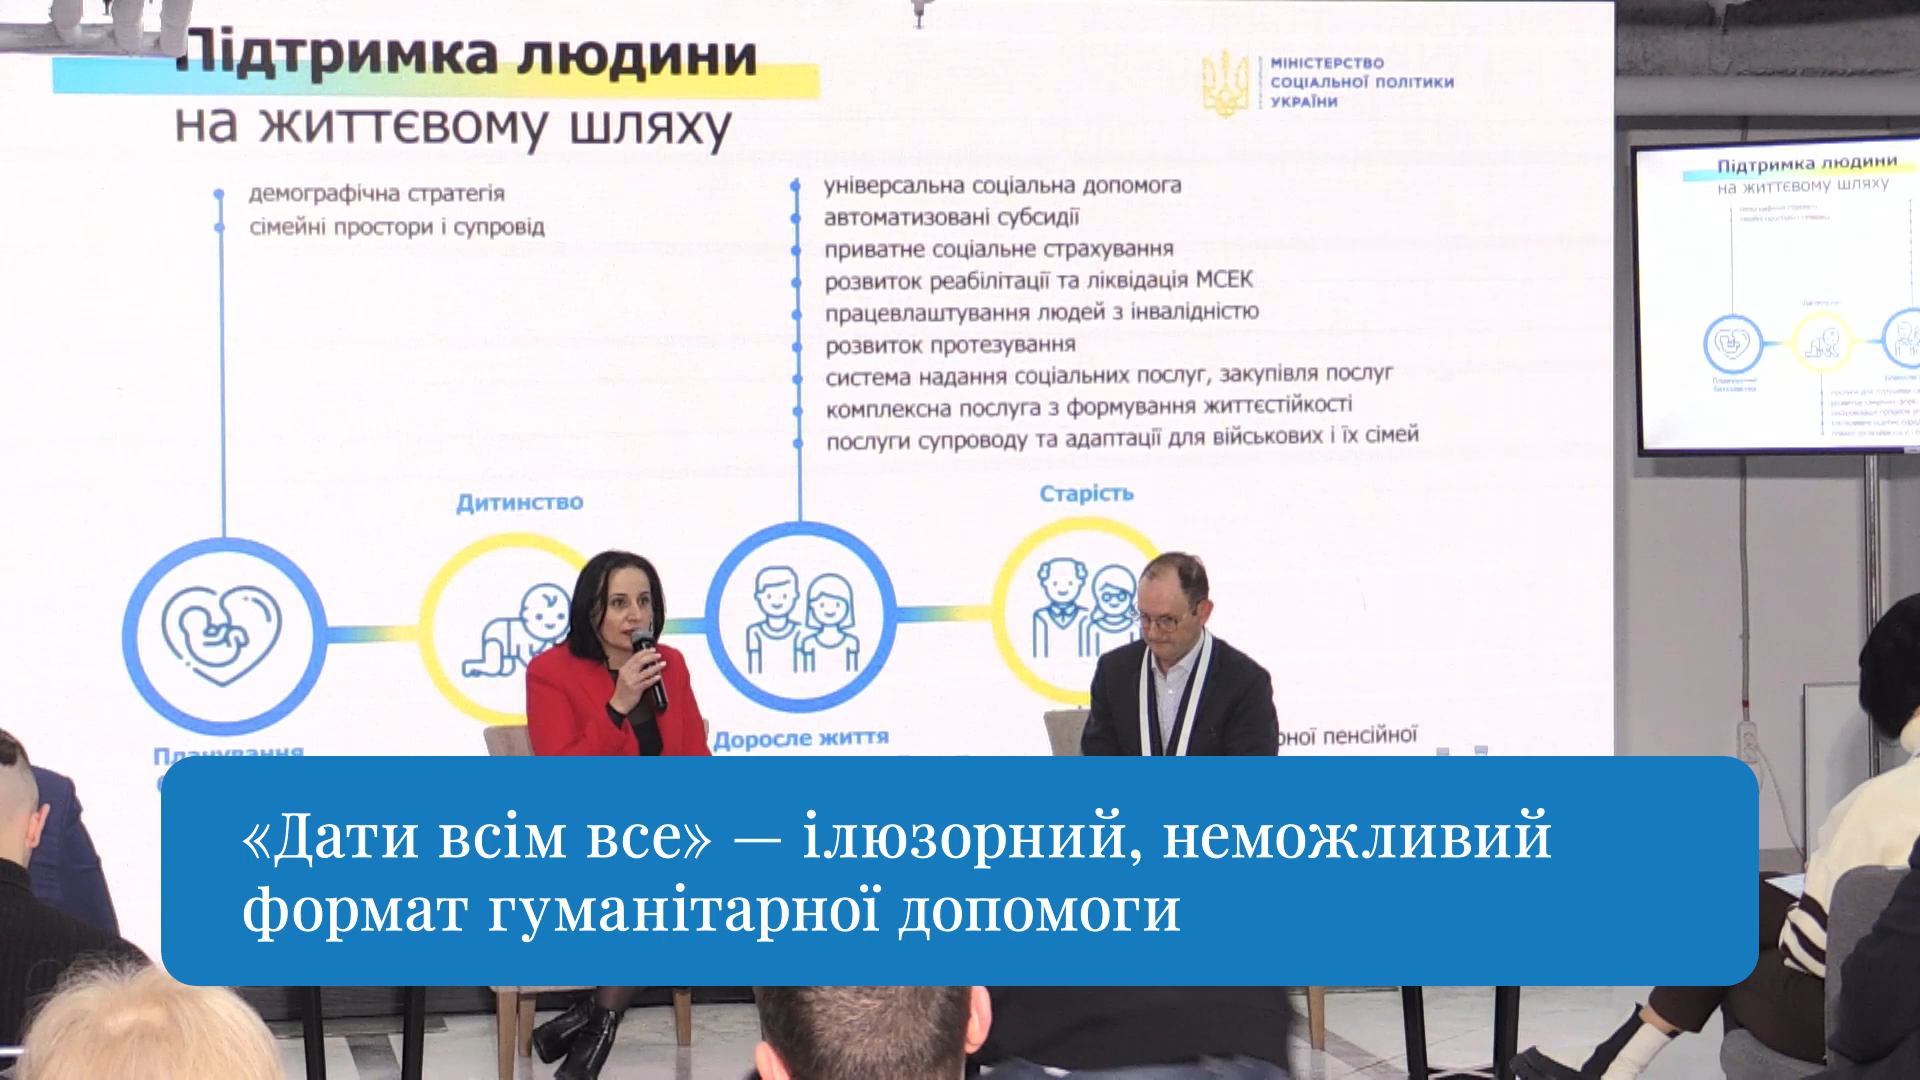 Підтримка людини
на життєвому шляху
МІНІСТЕРСТВО
СОЦІАЛЬНОЇ ПОЛІТИКИ
УКРАЇНИ
демографічна стратегія
сімейні простори і супровід
універсальна соціальна допомога
автоматизовані субсидії
приватне соціальне страхування
розвиток реабілітації та ліквідація МСЕК
працевлаштування людей з інвалідністю
розвиток протезування
система надання соціальних послуг, закупівля послуг
комплексна послуга з формування життєстійкості
послуги супроводу та адаптації для військових і їх сімей
Дитинство
Старість
Планування
Доросле життя
пенсійної
Підтримка людини
на життєвому шляху
«Дати всім все» — ілюзорний, неможливий
формат гуманітарної допомоги